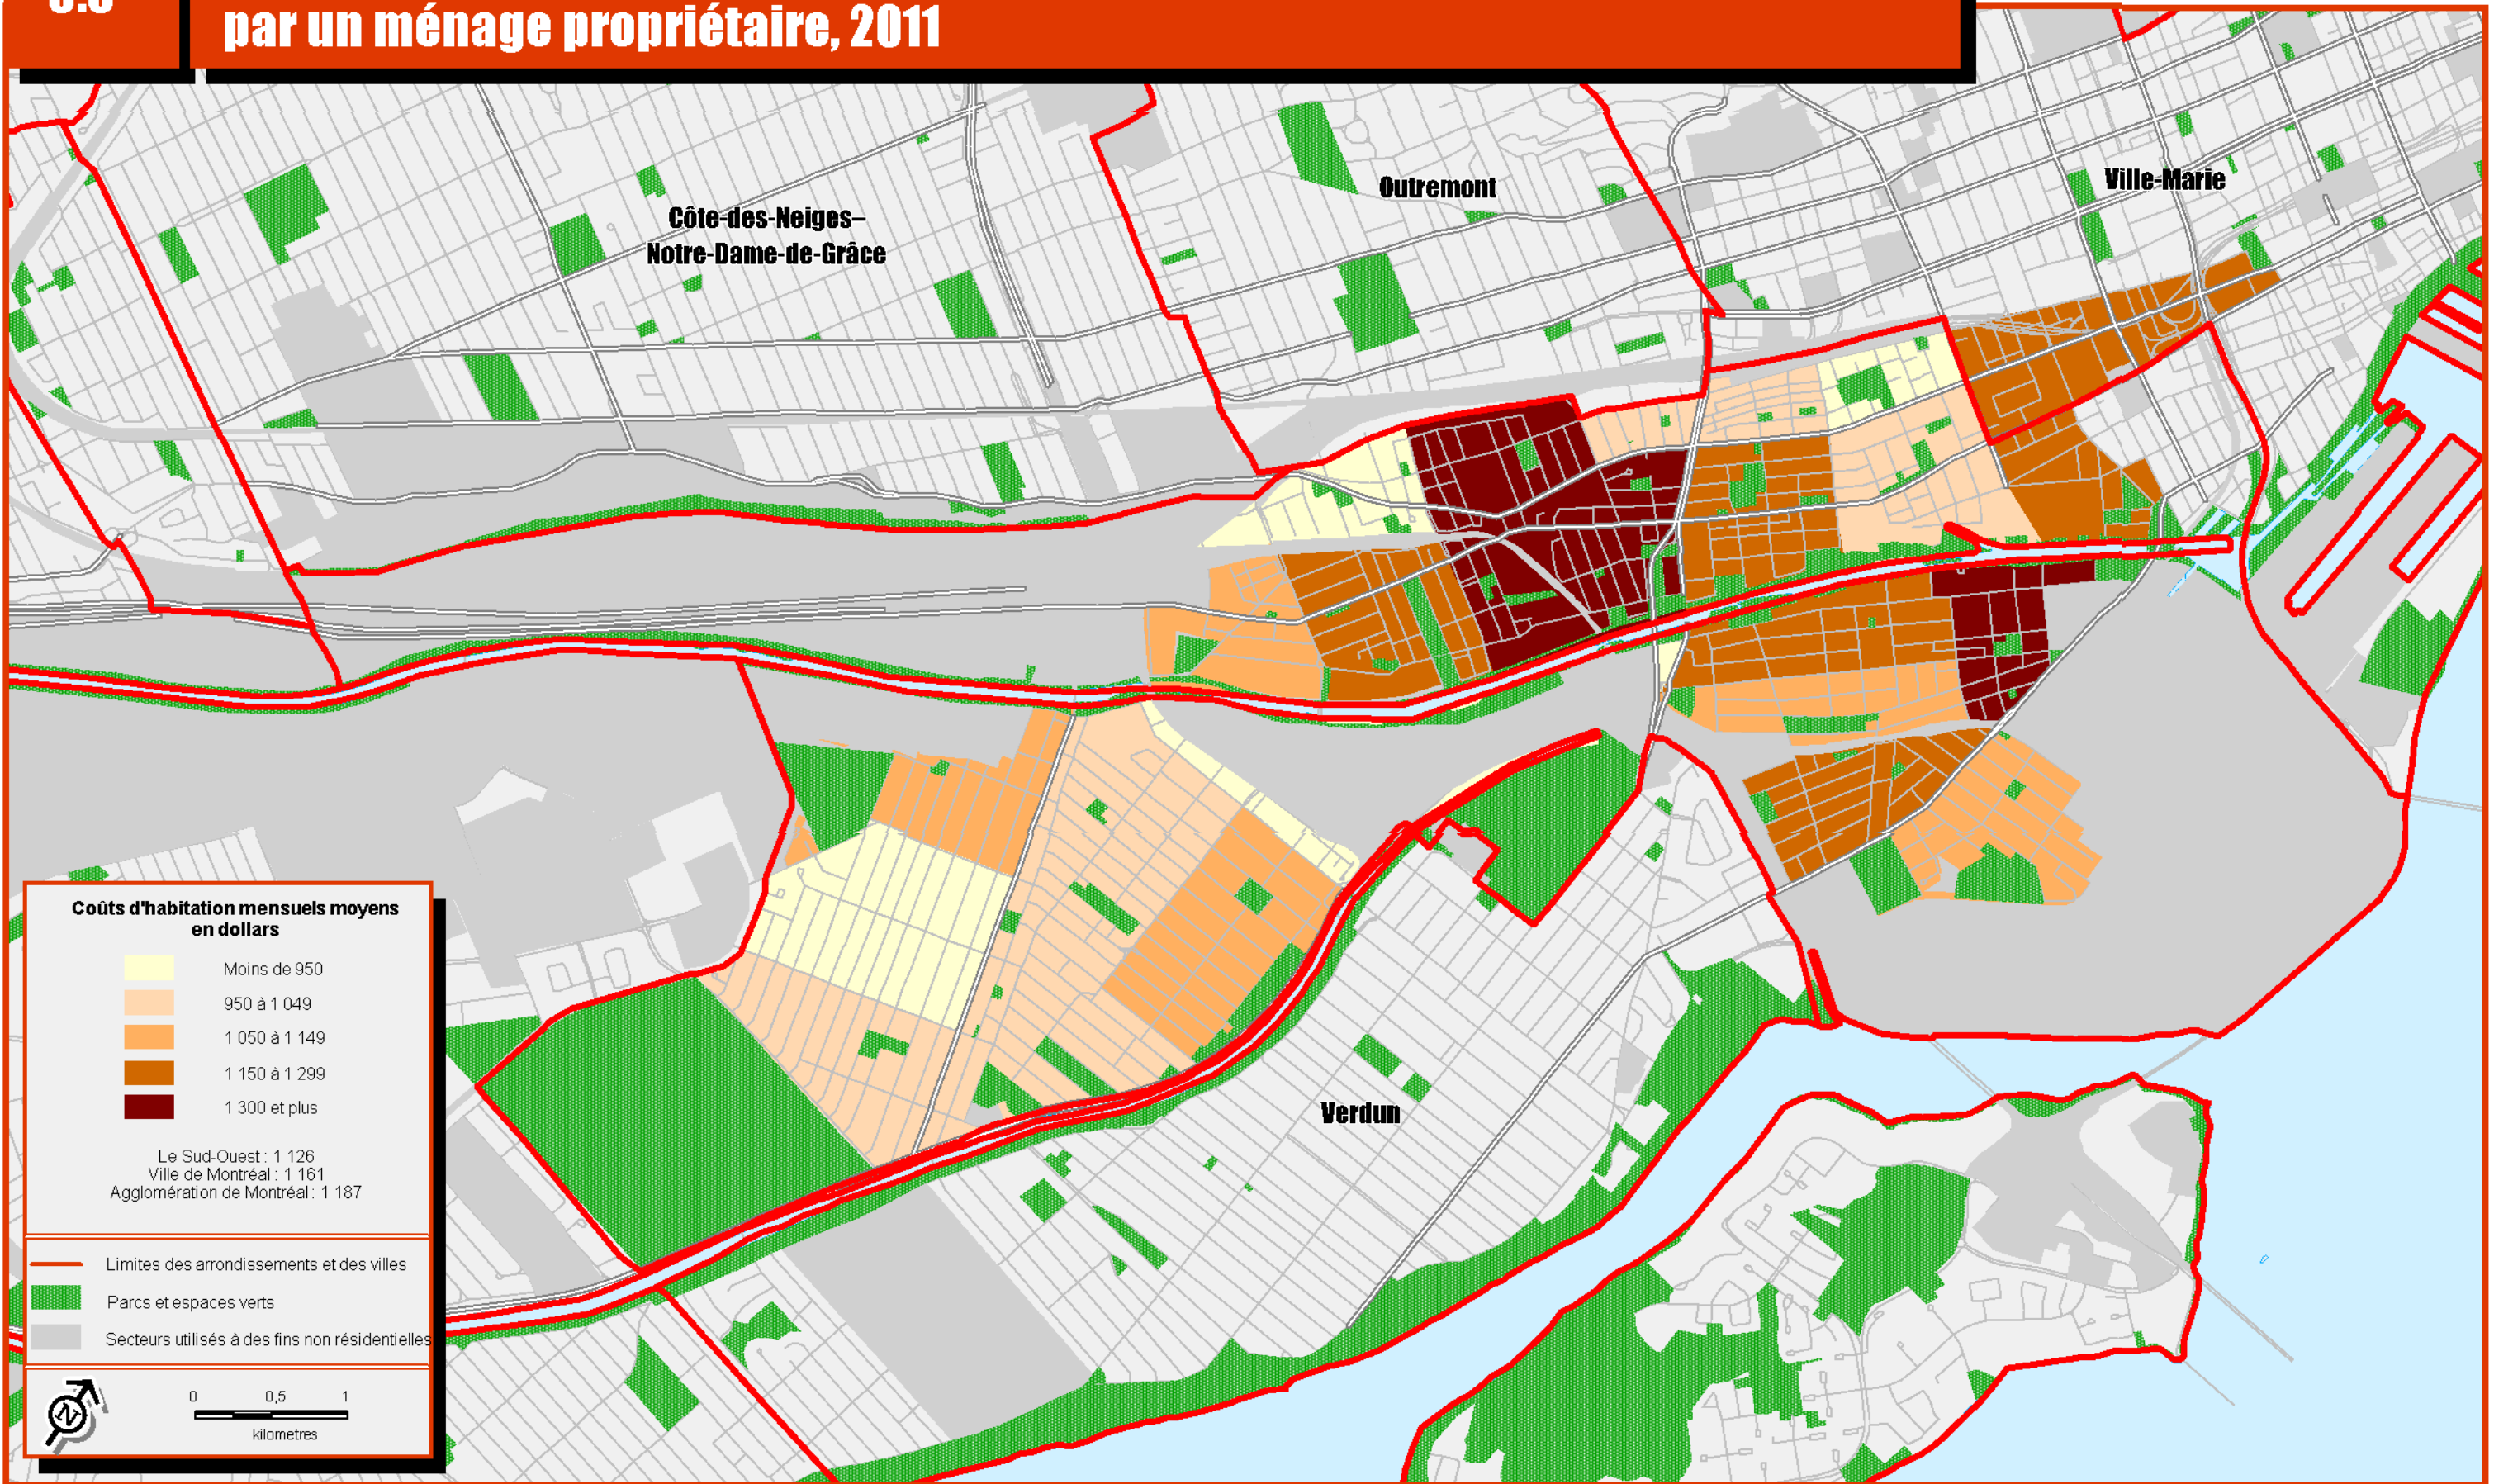 par un ménage propriétaire, 2011
Outremont
Ville-Marie
Côte-des-Neiges–
Notre-Dame-de-Grâce
Verdun
Coûts d'habitation mensuels moyens
en dollars
Moins de 950
950 à 1 049
1 050 à 1 149
1 150 à 1 299
1 300 et plus
Le Sud-Ouest : 1 126
Ville de Montréal : 1 161
Agglomération de Montréal : 1 187
Limites des arrondissements et des villes
Parcs et espaces verts
Secteurs utilisés à des fins non résidentielles
N
0 0,5 1
kilometres